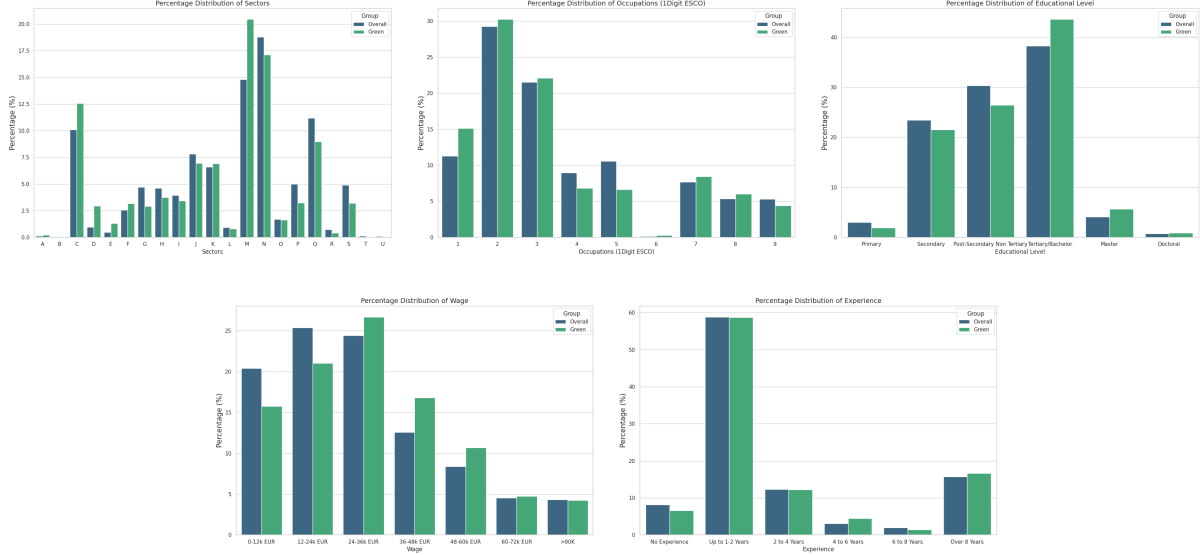 Percentage Distribution of Sectors
Group
Overall
Green
20.0
17.5
15.0
12.5
10.0
7.5
5.0
2.5
0.0
Percentage (%)
A B C D E F G H I J K L M N O P Q R S T U
Sectors
Percentage Distribution of Occupations (1Digit ESCO)
Group
Overall
Green
30
25
20
15
10
5
0
Percentage (%)
1 2 3 4 5 6 7 8 9
Occupations (1Digit ESCO)
Percentage Distribution of Educational Level
Group
Overall
Green
40
30
20
10
0
Percentage (%)
Primary Secondary Post-Secondary Non Tertiary Tertiary/Bachelor Master Doctoral
Educational Level
Percentage Distribution of Wage
Group
Overall
Green
25
20
15
10
5
0
Percentage (%)
0-12k EUR 12-24k EUR 24-36k EUR 36-48k EUR 48-60k EUR 60-72k EUR >90K
Wage
Percentage Distribution of Experience
Group
Overall
Green
60
50
40
30
20
10
0
Percentage (%)
No Experience Up to 1-2 Years 2 to 4 Years 4 to 6 Years 6 to 8 Years Over 8 Years
Experience